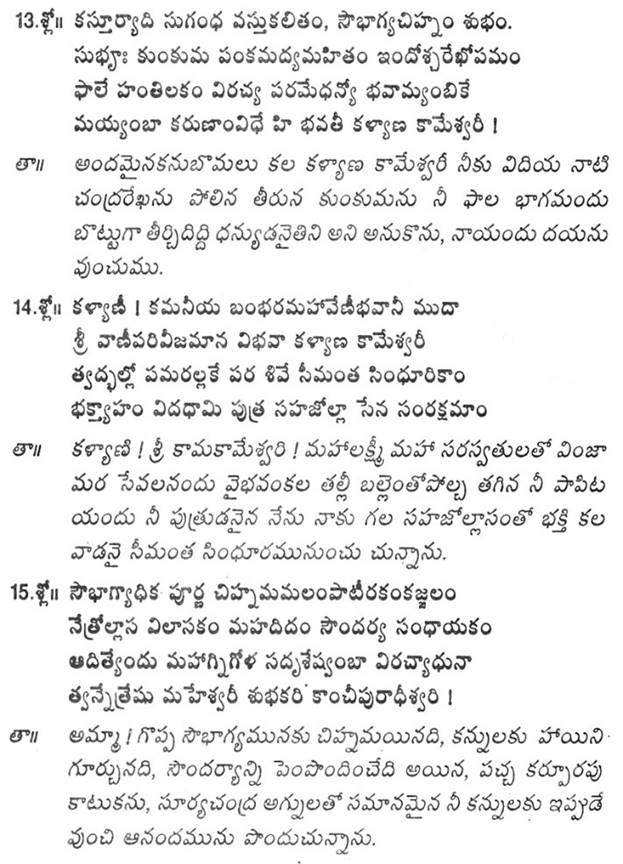 13.శ్లో॥ కస్తూర్యాది సుగంధ వస్తుకలితం, సౌభాగ్యచిహ్నం శుభం.
సుభ్రూః కుంకుమ పంకమద్యమహితం ఇందోశ్చరేఖోపమం
ఫాలే హంతిలకం విరచ్య పరమేధన్యో భవామ్యంబికే
మయ్యంబా కరుణాంవిధే హి భవతీ కళ్యాణ కామేశ్వరీ !
తా॥ అందమైనకనుబొమలు కల కళ్యాణ కామేశ్వరీ నీకు విదియ నాటి
చంద్రరేఖను పోలిన తీరున కుంకుమను నీ ఫాల భాగమందు
బొట్టుగా తీర్చిదిద్ది ధన్యుడనైతిని అని అనుకొను, నాయందు దయను
వుంచుము.
14.శ్లో॥ కళ్యాణీ ! కమనీయ బంభరమహావేణీభవానీ ముదా
శ్రీ వాణీపరివీజమాన విభవా కళ్యాణ కామేశ్వరీ
త్వద్భల్లో పమరల్లకే పర శివే సీమంత సింధూరికాం
భక్త్యాహం విదధామి పుత్ర సహజోల్లా సేన సంరక్షమాం
తా॥ కళ్యాణి ! శ్రీ కామకామేశ్వరి ! మహాలక్ష్మీ మహా సరస్వతులతో వింజా
మర సేవలనందు వైభవంకల తల్లీ బల్లెంతోపోల్చ తగిన నీ పాపిట
యందు నీ పుత్రుడనైన నేను నాకు గల సహజోల్లాసంతో భక్తి కల
వాడనై సీమంత సింధూరమునుంచు చున్నాను.
15.శ్లో॥ సౌభాగ్యాధిక పూర్ణ చిహ్నమమలంపాటీరకంకజ్జలం
నేత్రోల్లాస విలాసకం మహదిదం సౌందర్య సంధాయకం
ఆదిత్యేందు మహాగ్నిగోళ సదృశేష్వంబా విరచ్యాధునా
త్వన్నేత్రేషు మహేశ్వరీ శుభకరి కాంచీపురాధీశ్వరి !
తా॥ అమ్మా ! గొప్ప సౌభాగ్యమునకు చిహ్నమయినది, కన్నులకు హాయిని
గూర్చునది, సౌందర్యాన్ని పెంపొందించేది అయిన, పచ్చ కర్పూరపు
కాటుకను, సూర్యచంద్ర అగ్నులతో సమానమైన నీ కన్నులకు ఇప్పుడే
వుంచి ఆనందమును పొందుచున్నాను.